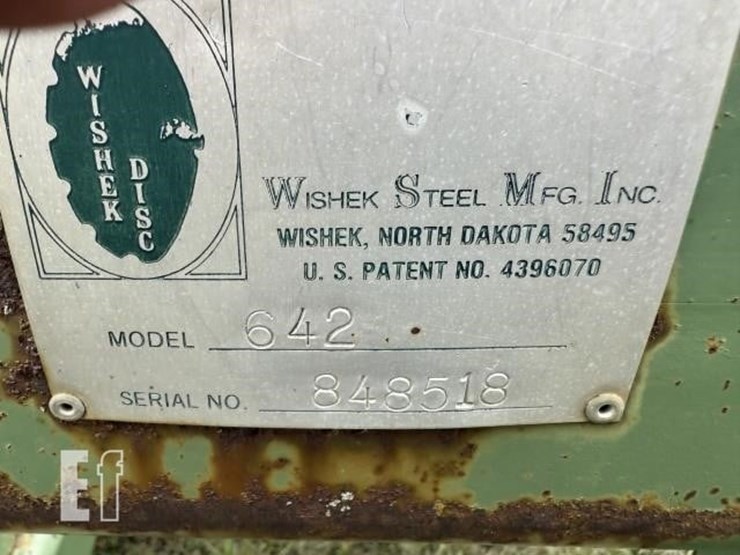 WISHEK
DISC
WISHEK STEEL MFG. INC.
WISHEK, NORTH DAKOTA 58495
U. S. PATENT NO. 4396070
MODEL 642
SERIAL NO. 848518
Ef